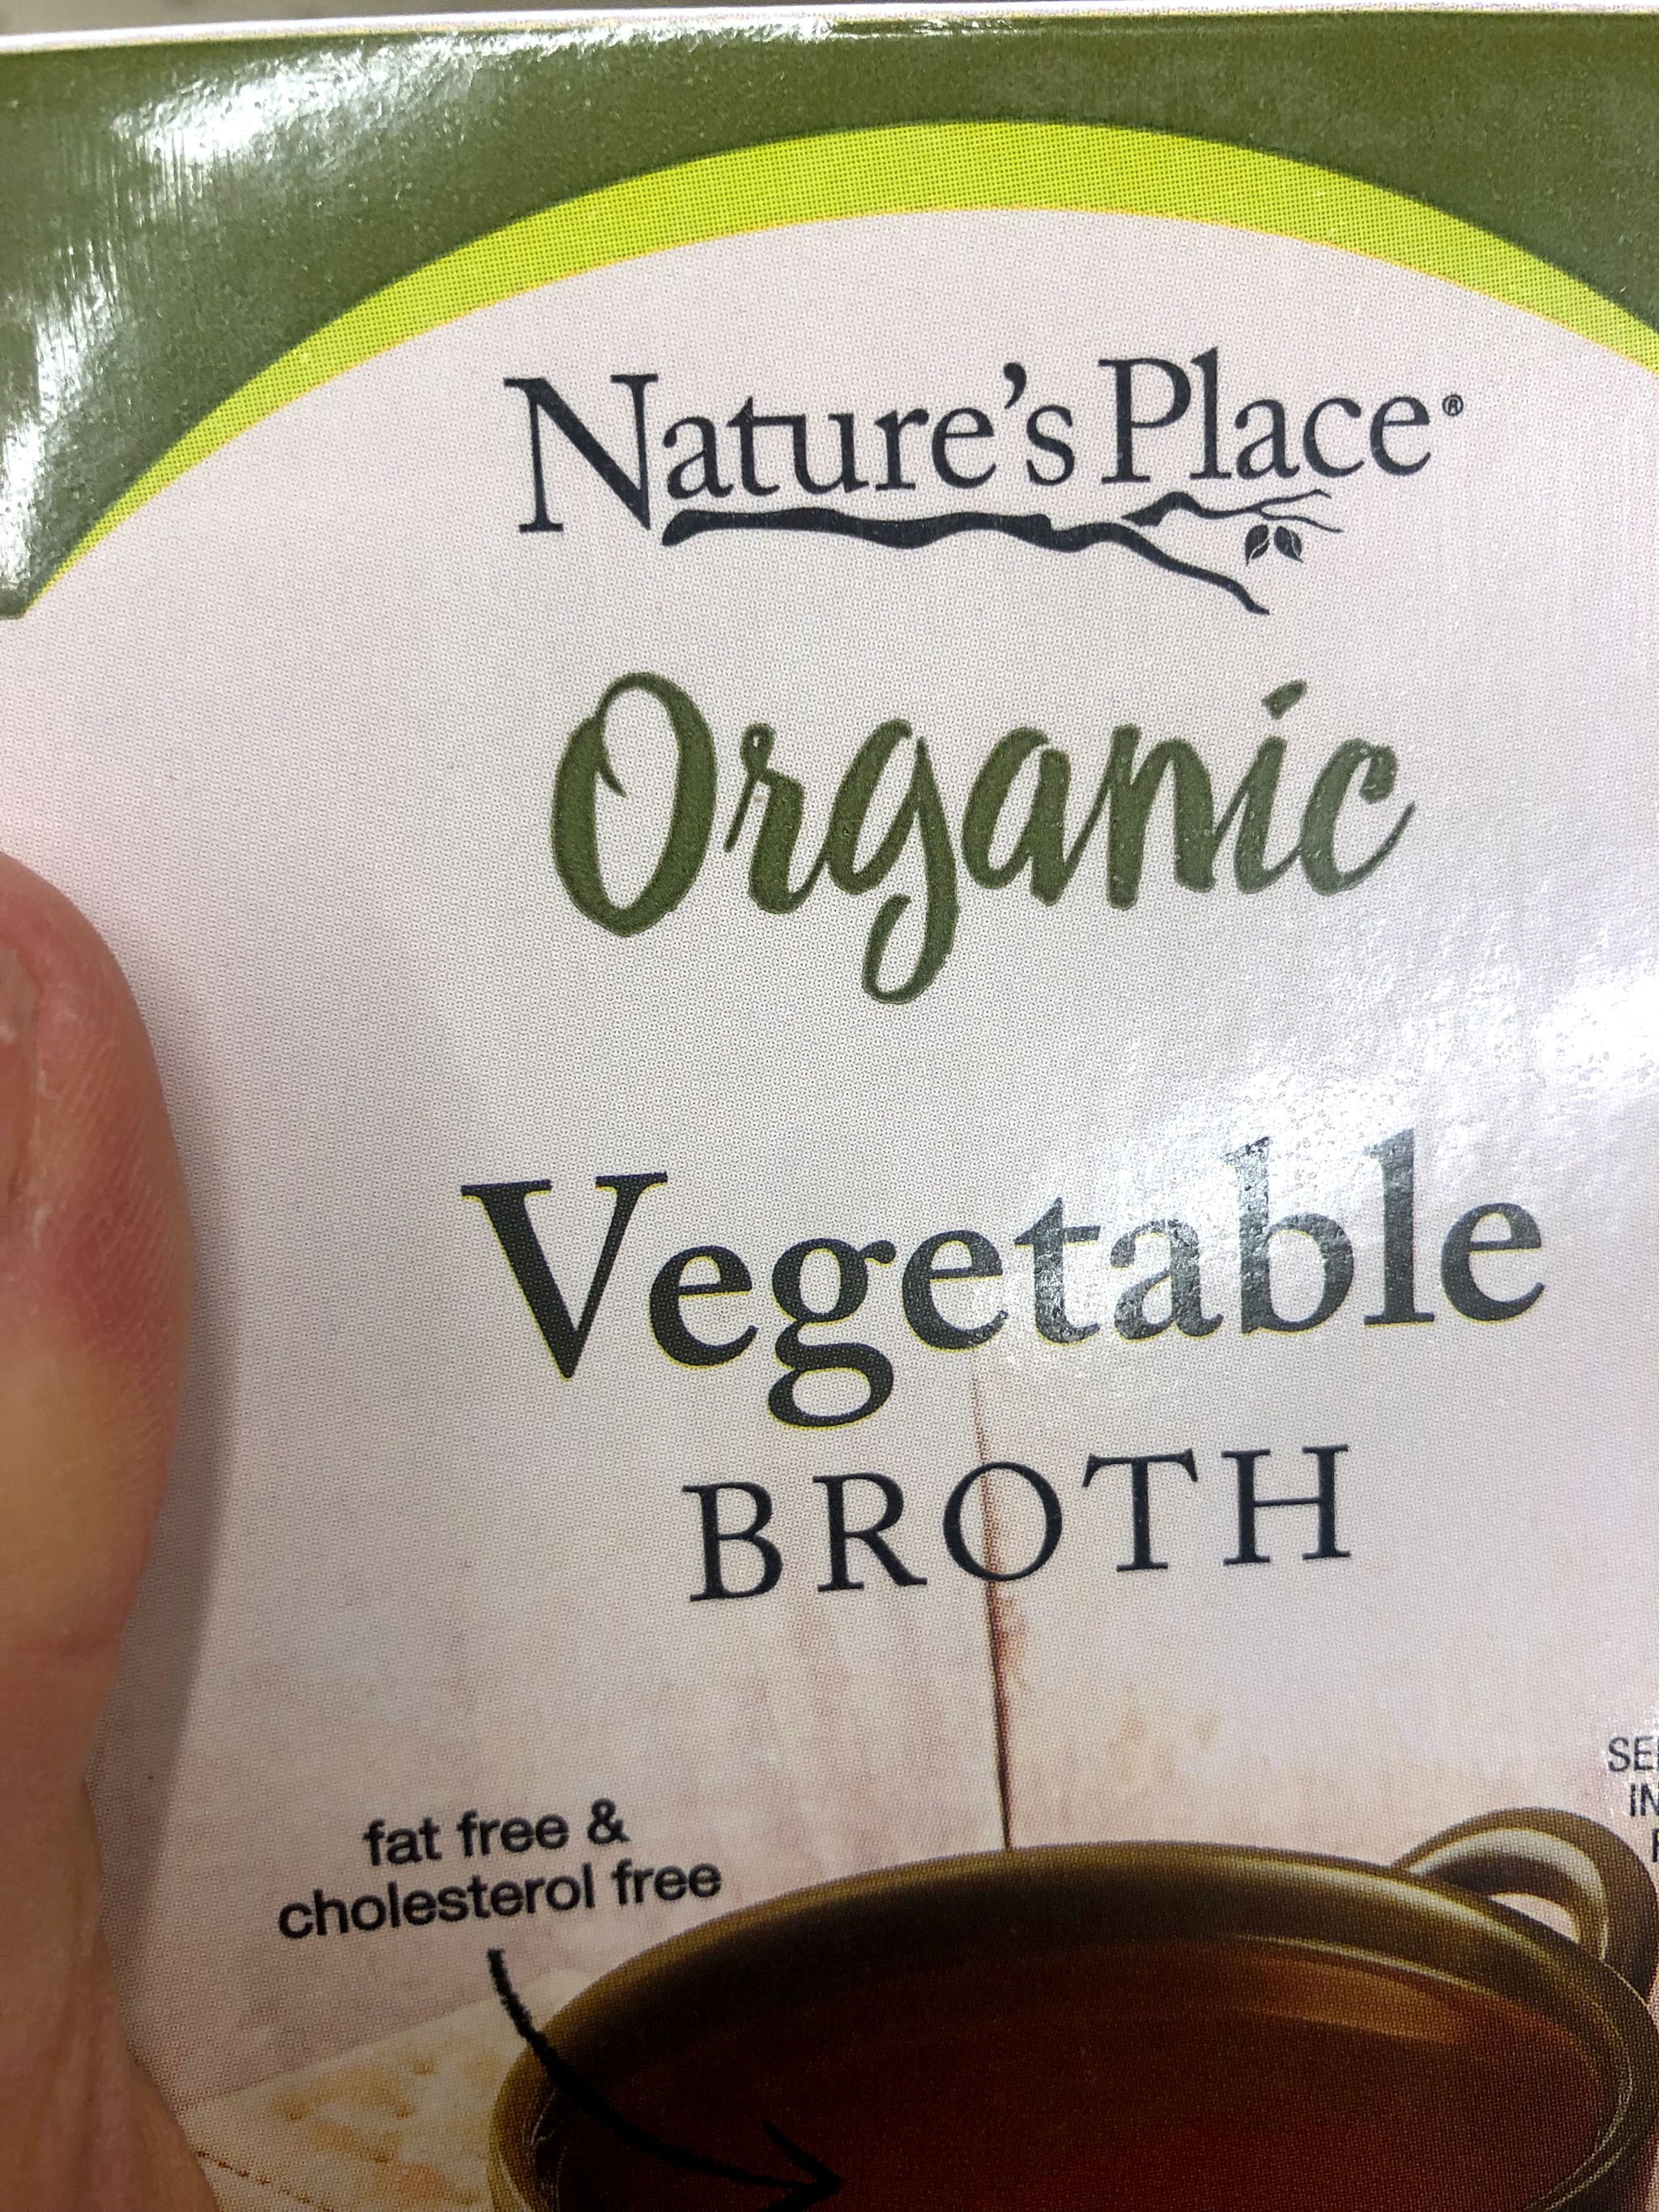 Nature's Place®
Organic
Vegetable
BROTH
fat free &
cholesterol free